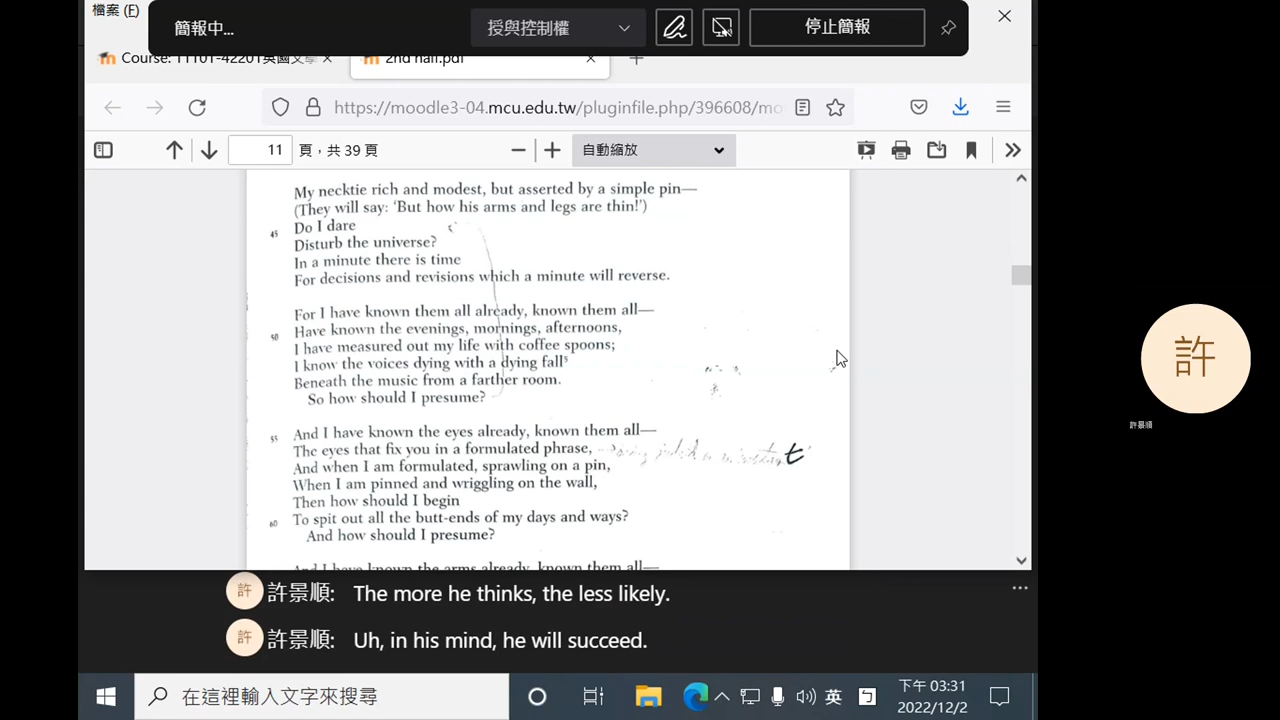 檔案 (F)
簡報中...
授與控制權
停止簡報
Course: 11101-42201英國文學
2nd half.pdf
https://moodle3-04.mcu.edu.tw/pluginfile.php/396608/mo
11 頁，共 39 頁
自動縮放
My necktie rich and modest, but asserted by a simple pin—
(They will say: 'But how his arms and legs are thin!')
Do I dare
45 Disturb the universe?
In a minute there is time
For decisions and revisions which a minute will reverse.
For I have known them all already, known them all—
50 Have known the evenings, mornings, afternoons,
I have measured out my life with coffee spoons;
I know the voices dying with a dying fall5
Beneath the music from a farther room.
So how should I presume?
55 And I have known the eyes already, known them all—
The eyes that fix you in a formulated phrase,
And when I am formulated, sprawling on a pin,
When I am pinned and wriggling on the wall,
Then how should I begin
60 To spit out all the butt-ends of my days and ways?
And how should I presume?
And I have known the arms already, known them all—
許
許景順
許 許景順: The more he thinks, the less likely.
許 許景順: Uh, in his mind, he will succeed.
在這裡輸入文字來搜尋
英
下午 03:31
2022/12/2